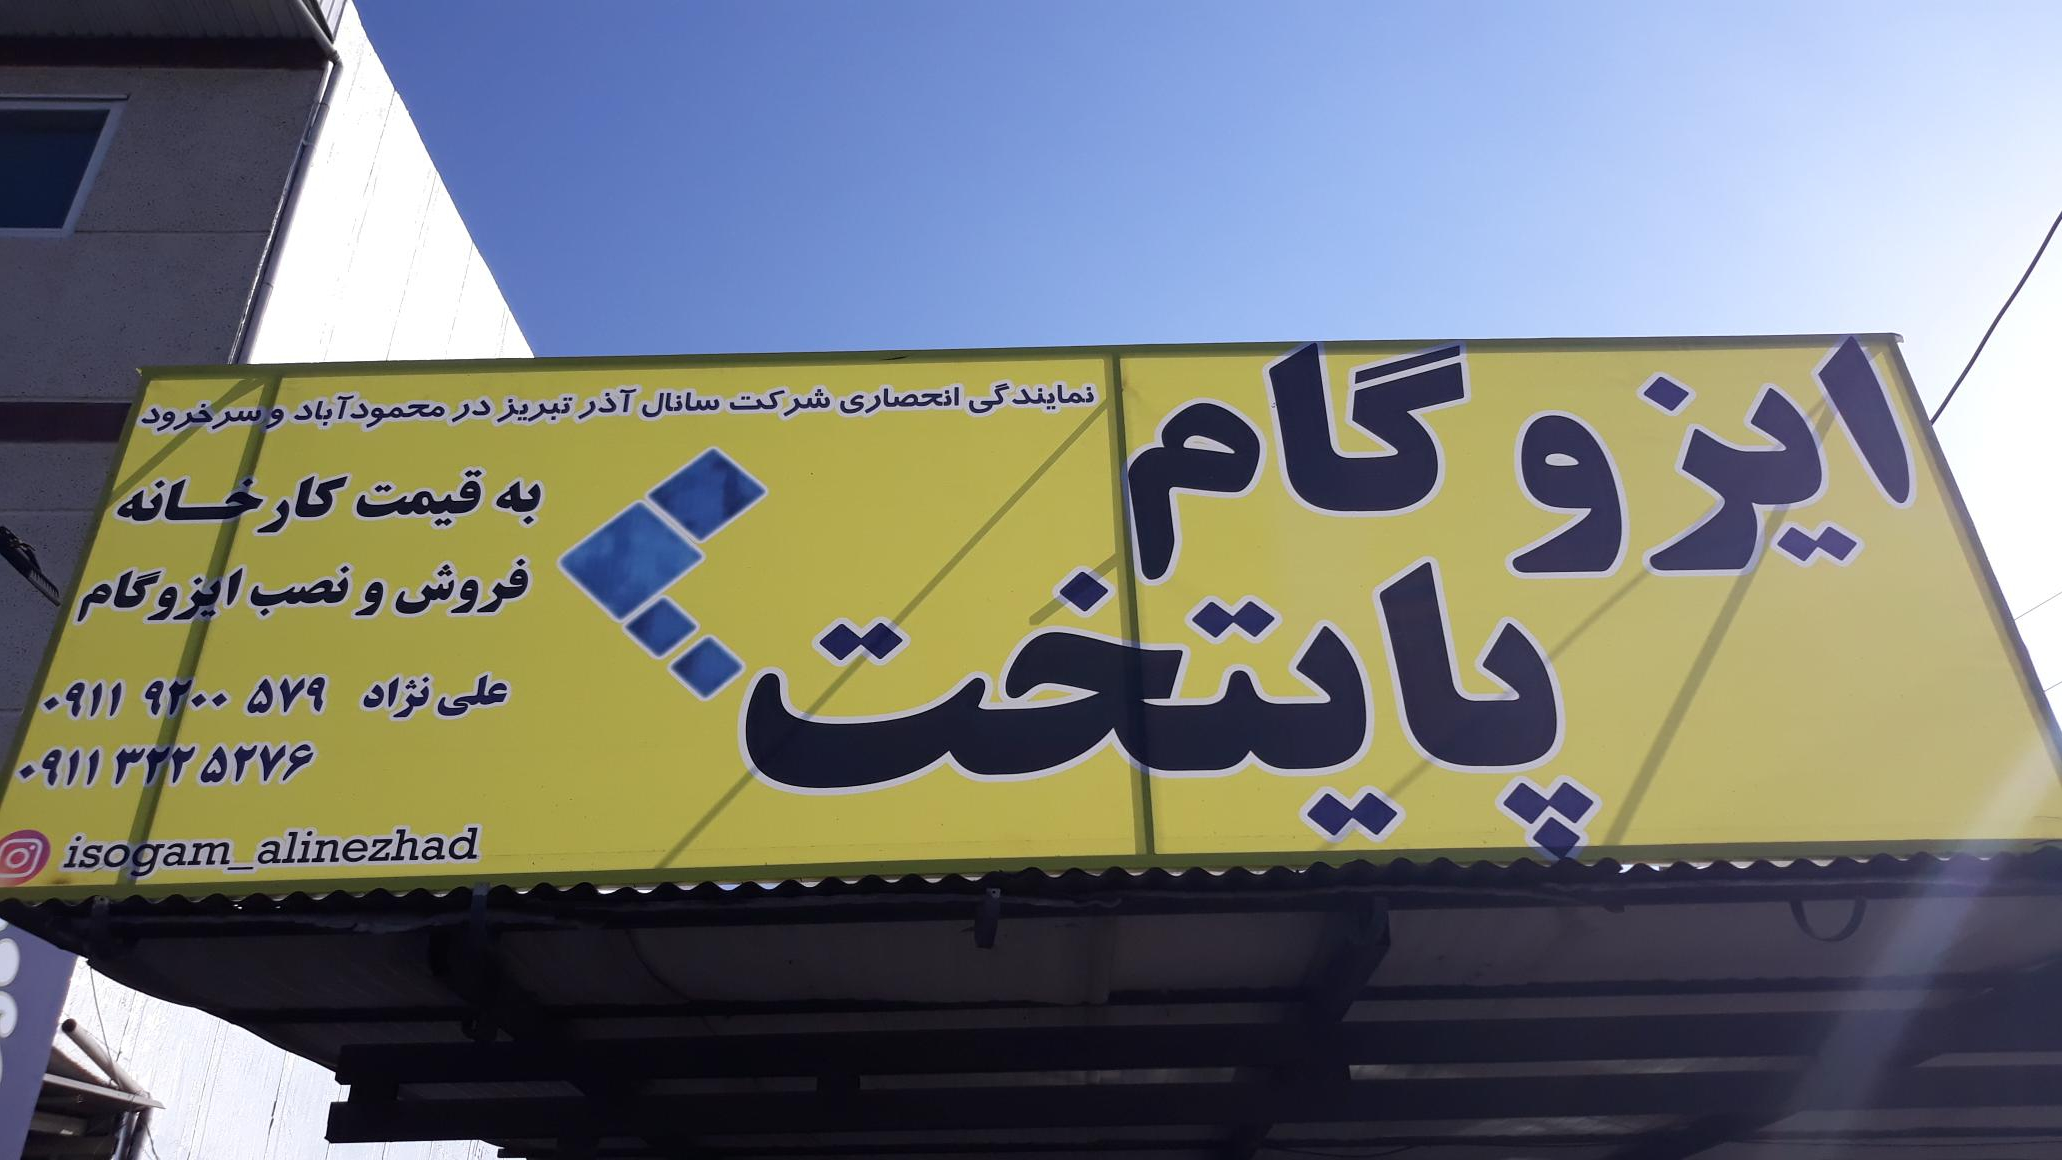 ایزوگام
پایتخت
نمایندگی انحصاری شرکت سانال آذر تبریز در محمودآباد و سرخرود
به قیمت کارخانه
فروش و نصب ایزوگام
علی نژاد ۰۹۱۱ ۹۲۰۰ ۵۷۹
۰۹۱۱ ۳۲۲ ۵۲۷۶
isogam_alinezhad